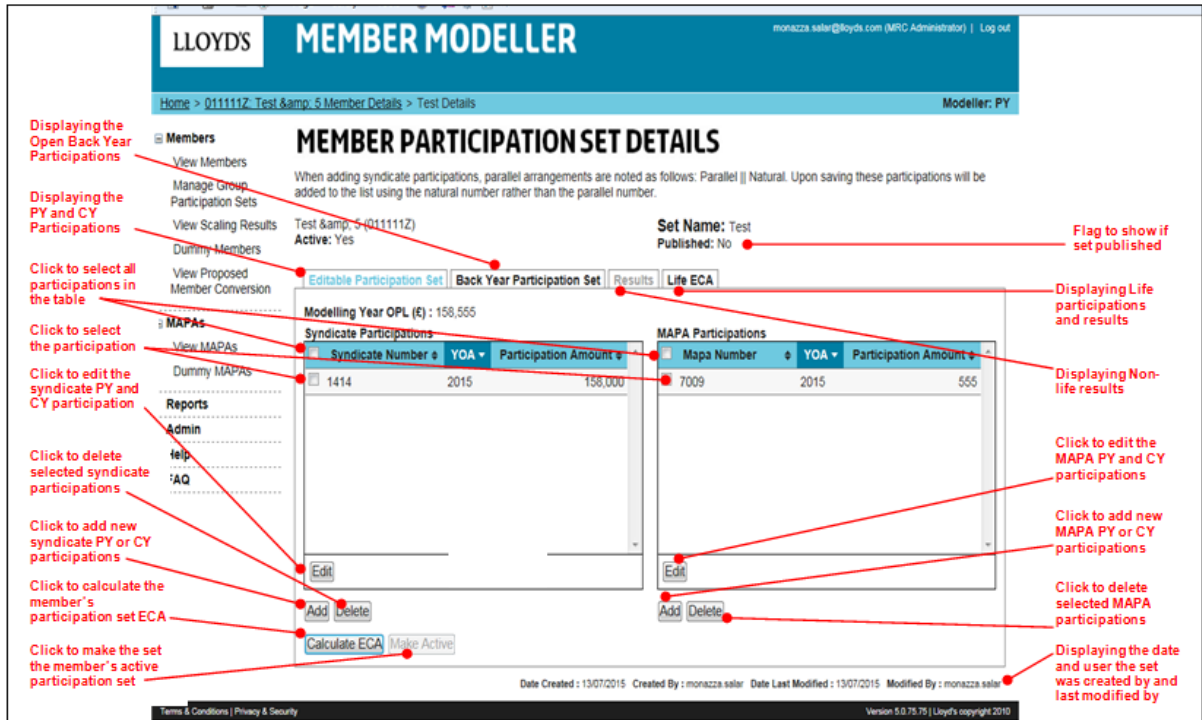 LLOYD'S
MEMBER MODELLER
monazza.salar@lloyds.com (MRC Administrator) | Log out
Home > 011111Z: Test &amp; 5 Member Details > Test Details
Modeller: PY
Displaying the
Open Back Year
Participations
Displaying the
PY and CY
Participations
Click to select all
participations in
the table
Click to select
the participation
Click to edit the
syndicate PY and
CY participation
Click to delete
selected syndicate
participations
Click to add new
syndicate PY or CY
participations
Click to calculate the
member's
participation set ECA
Click to make the set
the member's active
participation set
Members
View Members
Manage Group
Participation Sets
View Scaling Results
Dummy Members
View Proposed
Member Conversion
MAPAs
View MAPAs
Dummy MAPAs
Reports
Admin
Help
FAQ
MEMBER PARTICIPATION SET DETAILS
When adding syndicate participations, parallel arrangements are noted as follows: Parallel || Natural. Upon saving these participations will be
added to the list using the natural number rather than the parallel number.
Test &amp; 5 (011111Z)
Active: Yes
Set Name: Test
Published: No
Editable Participation Set Back Year Participation Set Results Life ECA
Modelling Year OPL (£) : 158,555
Syndicate Participations
Syndicate Number YOA Participation Amount
1414 2015 158,000
Edit
Add Delete
Calculate ECA Make Active
MAPA Participations
Mapa Number YOA Participation Amount
7009 2015 555
Edit
Add Delete
Flag to show if
set published
Displaying Life
participations
and results
Displaying Non-
life results
Click to edit the
MAPA PY and CY
participations
Click to add new
MAPA PY or CY
participations
Click to delete
selected MAPA
participations
Displaying the date
and user the set
was created by and
last modified by
Date Created : 13/07/2015 Created By : monazza.salar Date Last Modified : 13/07/2015 Modified By : monazza.salar
Terms & Conditions | Privacy & Security
Version 5.0.75.75 | Lloyd's copyright 2010